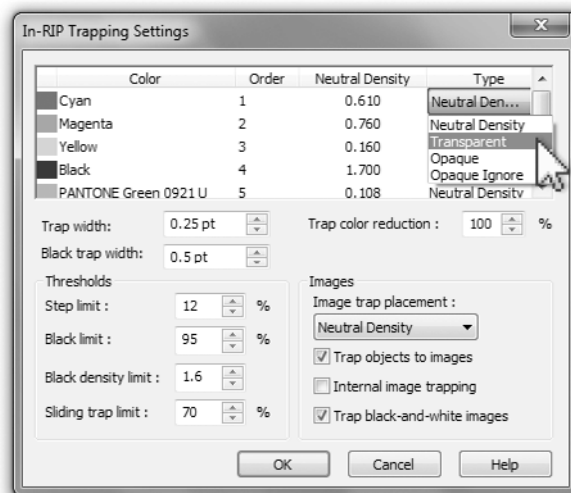 In-RIP Trapping Settings
Color Order Neutral Density Type
Cyan 1 0.610 Neutral Den...
Magenta 2 0.760 Neutral Density
Transparent
Yellow 3 0.160
Opaque
Black 4 1.700 Opaque Ignore
PANTONE Green 0921 U 5 0.108 Neutral Density
Trap width: 0.25 pt Trap color reduction : 100 %
Black trap width: 0.5 pt
Thresholds Images
Step limit : 12 % Image trap placement :
Neutral Density
Black limit : 95 %
Trap objects to images
Black density limit : 1.6 Internal image trapping
Sliding trap limit : 70 % Trap black-and-white images
OK Cancel Help